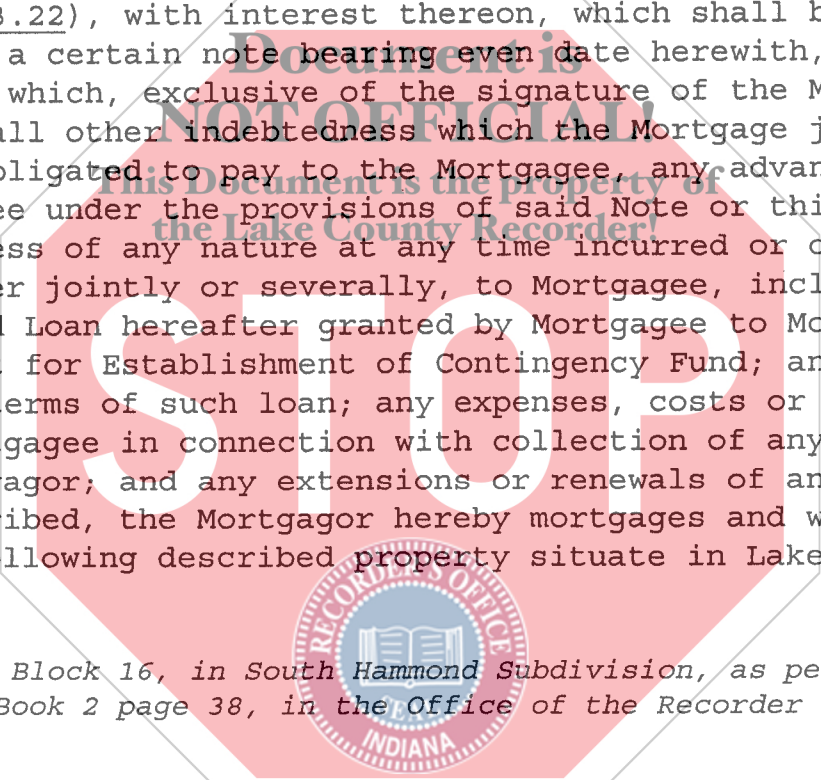 3.22), with interest thereon, which shall b
a certain note bearing even date herewith,
Document is
which, exclusive of the signature of the M
NOT OFFICIAL!
all other indebtedness which the Mortgage j
bligated to pay to the Mortgagee, any advan
This Document is the property of
ee under the provisions of said Note or thi
the Lake County Recorder!
ess of any nature at any time incurred or o
er jointly or severally, to Mortgagee, incl
d Loan hereafter granted by Mortgagee to Mo
t for Establishment of Contingency Fund; an
STOP
erms of such loan; any expenses, costs or
gagee in connection with collection of any
agor; and any extensions or renewals of an
ribed, the Mortgagor hereby mortgages and w
llowing described property situate in Lake
RECORDER'S OFFICE
Block 16, in South Hammond Subdivision, as pe
Book 2 page 38, in the Office of the Recorder
SEAL
INDIANA